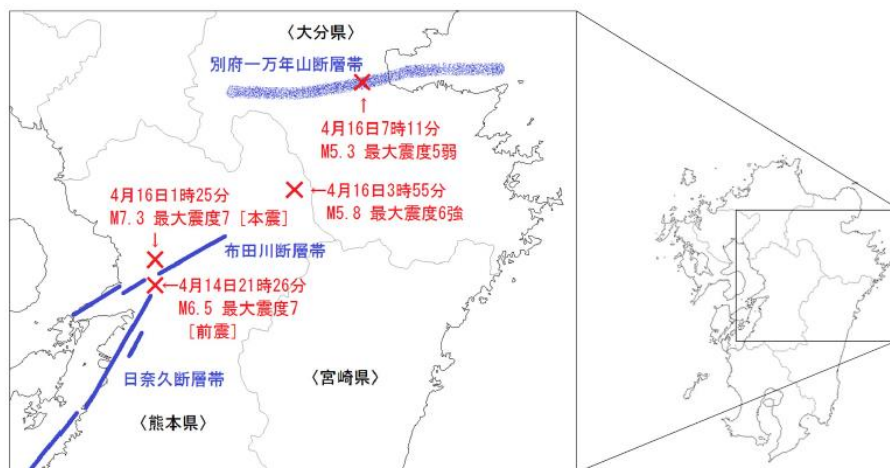 〈大分県〉
別府一万年山断層帯
↑
4月16日7時11分
M5.3 最大震度5弱
4月16日1時25分
M7.3 最大震度7 [本震]
↓
←4月16日3時55分
M5.8 最大震度6強
布田川断層帯
←4月14日21時26分
M6.5 最大震度7
[前震]
日奈久断層帯
〈宮崎県〉
〈熊本県〉